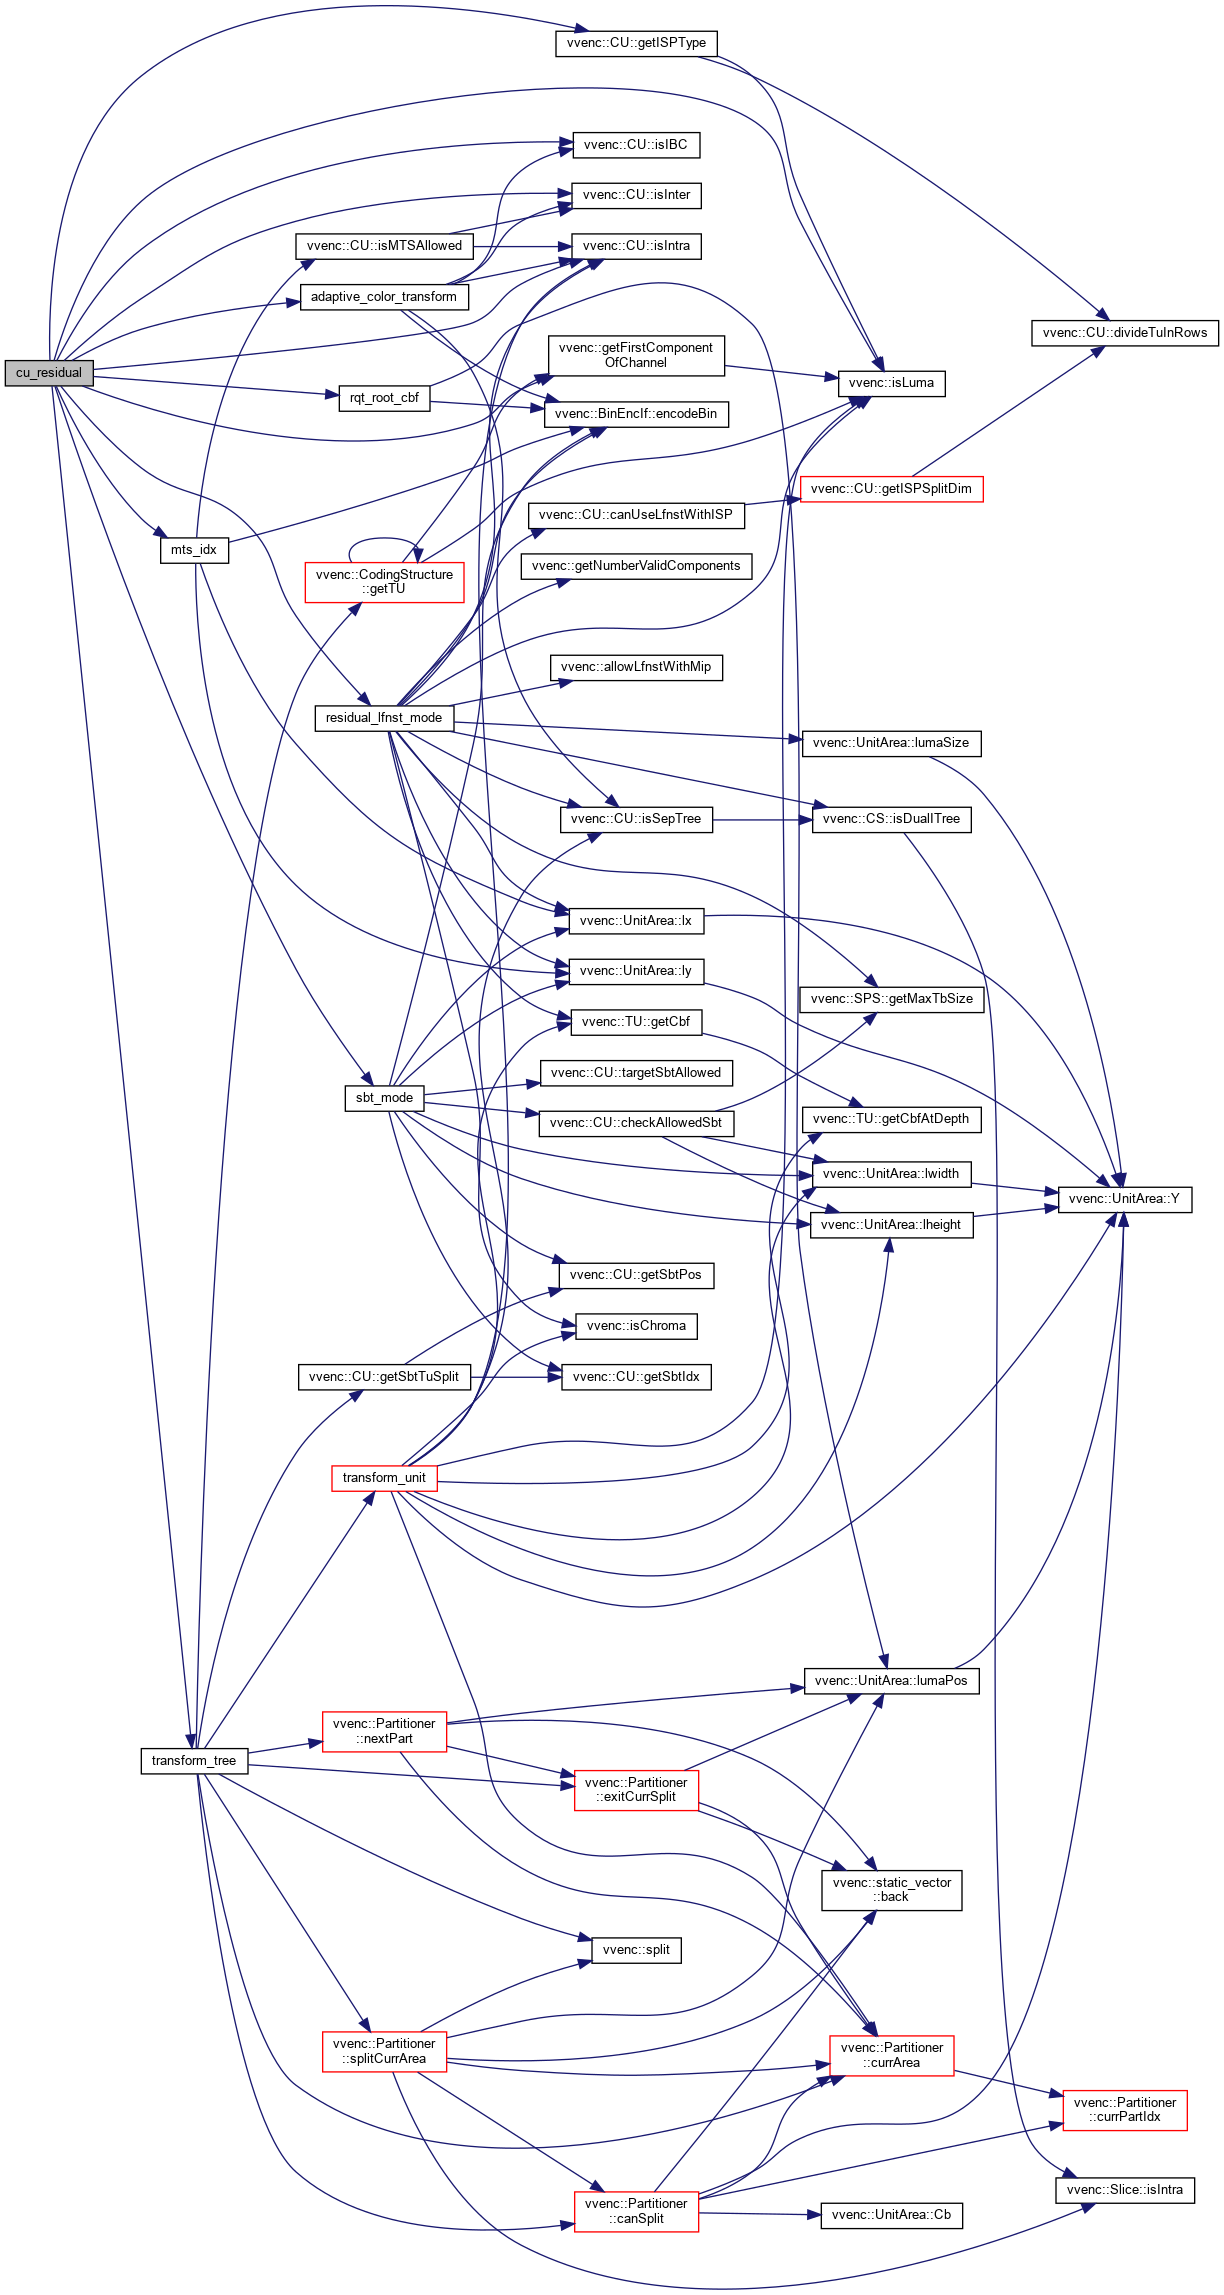 vvenc::CU::getISPType
vvenc::CU::isIBC
vvenc::CU::isInter
vvenc::CU::isMTSAllowed
vvenc::CU::isIntra
adaptive_color_transform
vvenc::CU::divideTuInRows
vvenc::getFirstComponent
OfChannel
cu_residual
vvenc::isLuma
rqt_root_cbf
vvenc::BinEncIf::encodeBin
vvenc::CU::getISPSplitDim
vvenc::CU::canUseLfnstWithISP
mts_idx
vvenc::getNumberValidComponents
vvenc::CodingStructure
::getTU
vvenc::allowLfnstWithMip
residual_lfnst_mode
vvenc::UnitArea::lumaSize
vvenc::CU::isSepTree
vvenc::CS::isDualITree
vvenc::UnitArea::lx
vvenc::UnitArea::ly
vvenc::SPS::getMaxTbSize
vvenc::TU::getCbf
vvenc::CU::targetSbtAllowed
sbt_mode
vvenc::CU::checkAllowedSbt
vvenc::TU::getCbfAtDepth
vvenc::UnitArea::lwidth
vvenc::UnitArea::Y
vvenc::UnitArea::lheight
vvenc::CU::getSbtPos
vvenc::isChroma
vvenc::CU::getSbtTuSplit
vvenc::CU::getSbtIdx
transform_unit
vvenc::UnitArea::lumaPos
vvenc::Partitioner
::nextPart
transform_tree
vvenc::Partitioner
::exitCurrSplit
vvenc::static_vector
::back
vvenc::split
vvenc::Partitioner
::splitCurrArea
vvenc::Partitioner
::currArea
vvenc::Partitioner
::currPartIdx
vvenc::Slice::isIntra
vvenc::Partitioner
::canSplit
vvenc::UnitArea::Cb